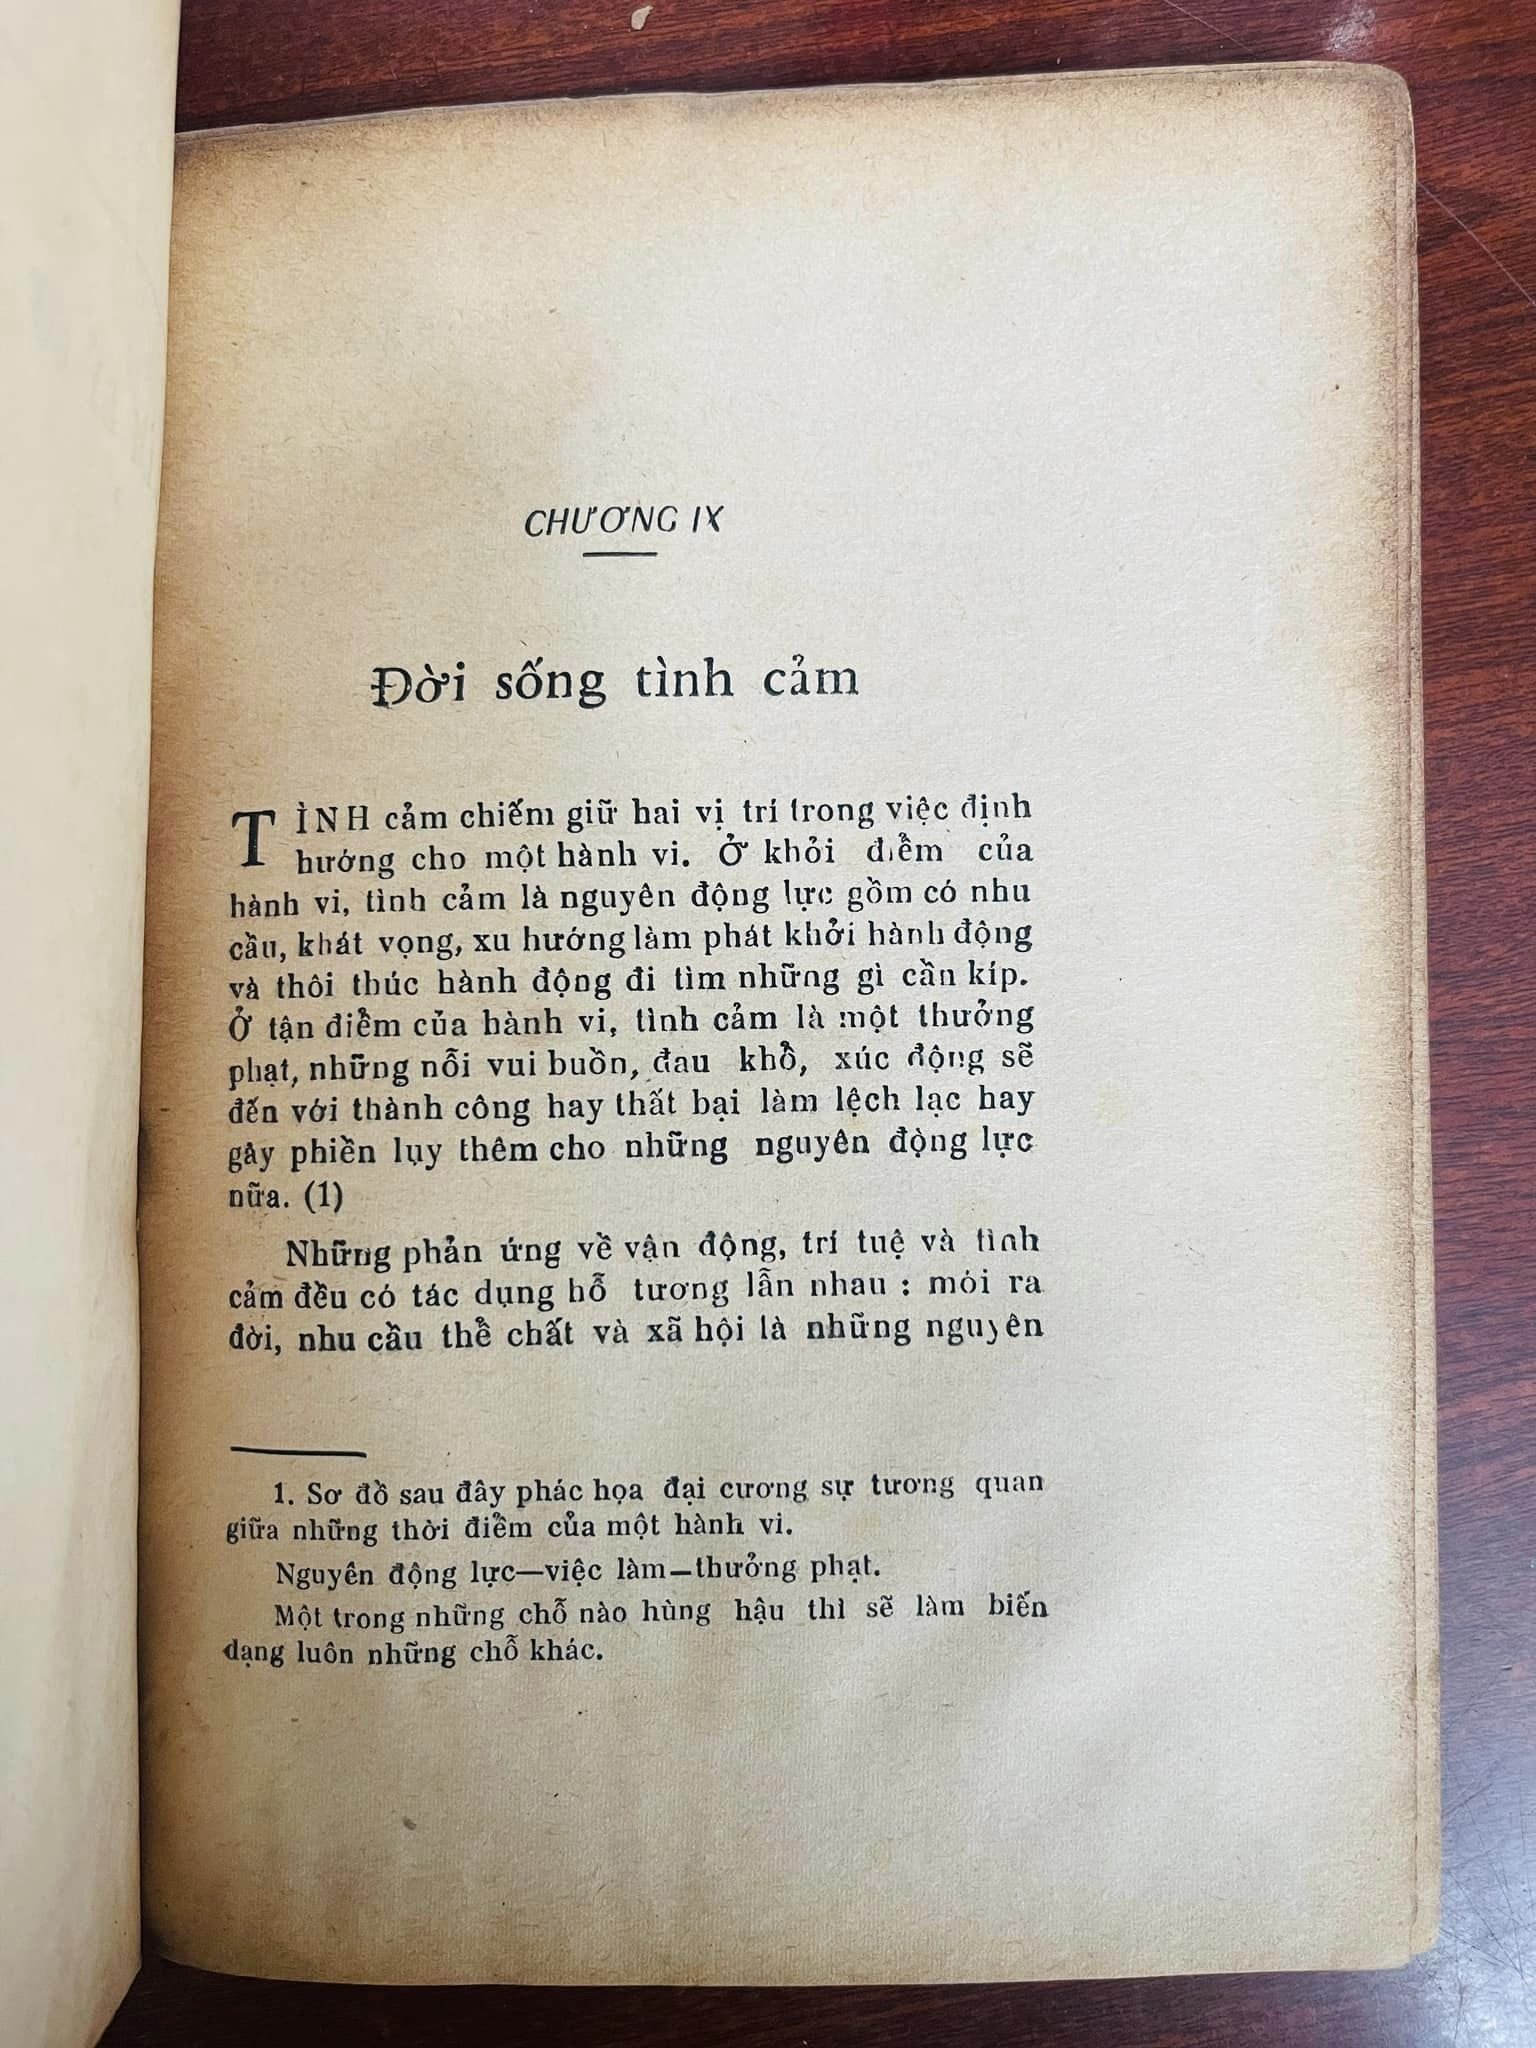 CHƯƠNG IX
Đời sống tình cảm
TÌNH cảm chiếm giữ hai vị trí trong việc định
hướng cho một hành vi. Ở khỏi điểm của
hành vi, tình cảm là nguyên động lực gồm có nhu
cầu, khát vọng, xu hướng làm phát khởi hành động
và thôi thúc hành động đi tìm những gì cần kíp.
Ở tận điểm của hành vi, tình cảm là một thưởng
phạt, những nỗi vui buồn, đau khổ, xúc động sẽ
đến với thành công hay thất bại làm lệch lạc hay
gây phiền lụy thêm cho những nguyên động lực
nữa. (1)
Những phản ứng về vận động, trí tuệ và tình
cảm đều có tác dụng hỗ tương lẫn nhau : mói ra
đời, nhu cầu thể chất và xã hội là những nguyên
1. Sơ đồ sau đây phác họa đại cương sự tương quan
giữa những thời điểm của một hành vi.
Nguyên động lực—việc làm—thưởng phạt.
Một trong những chỗ nào hùng hậu thì sẽ làm biến
dạng luôn những chỗ khác.